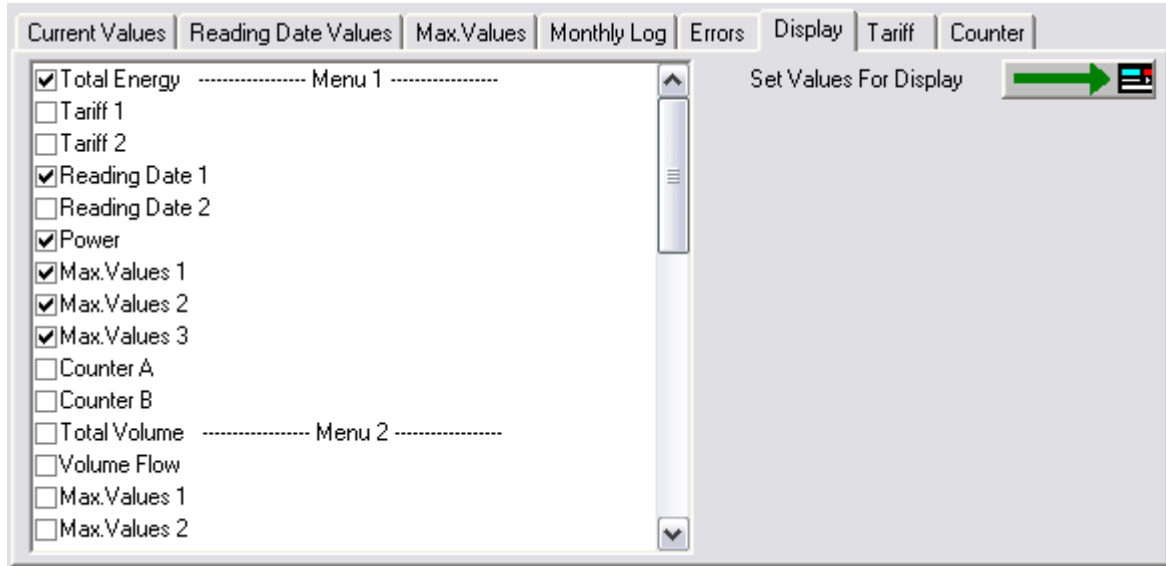 Current Values Reading Date Values Max.Values Monthly Log Errors Display Tariff Counter
Total Energy ------------------ Menu 1 ------------------
Set Values For Display
Tariff 1
Tariff 2
Reading Date 1
Reading Date 2
Power
Max.Values 1
Max.Values 2
Max.Values 3
Counter A
Counter B
Total Volume ------------------ Menu 2 ------------------
Volume Flow
Max.Values 1
Max.Values 2